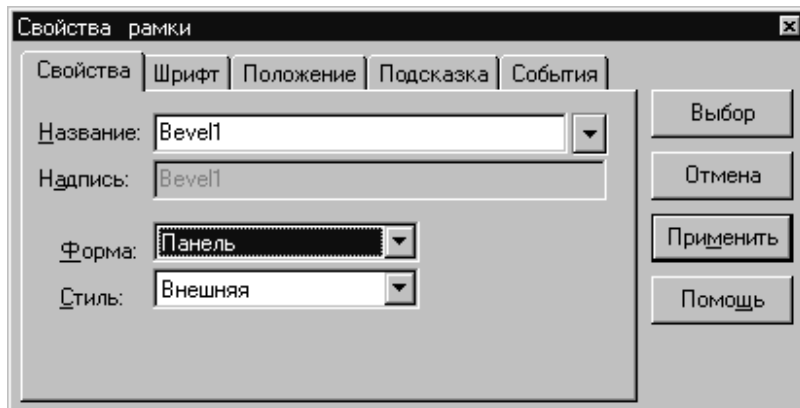 Свойства рамки
Свойства Шрифт Положение Подсказка События
Название: Bevel1
Надпись: Bevel1
Форма: Панель
Стиль: Внешняя
Выбор
Отмена
Применить
Помощь